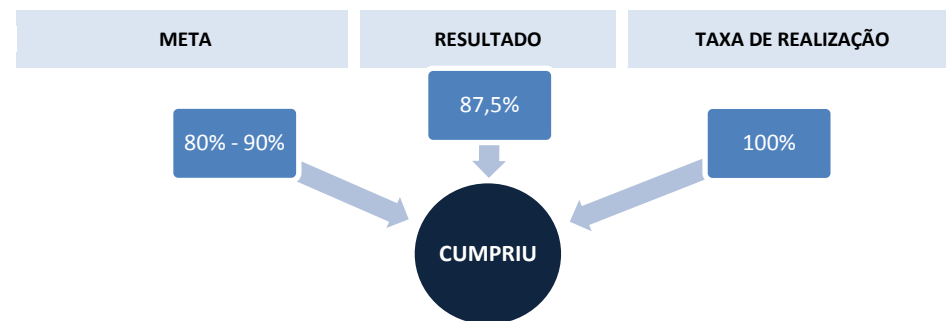 META
RESULTADO
TAXA DE REALIZAÇÃO
87,5%
80% - 90%
100%
CUMPRIU